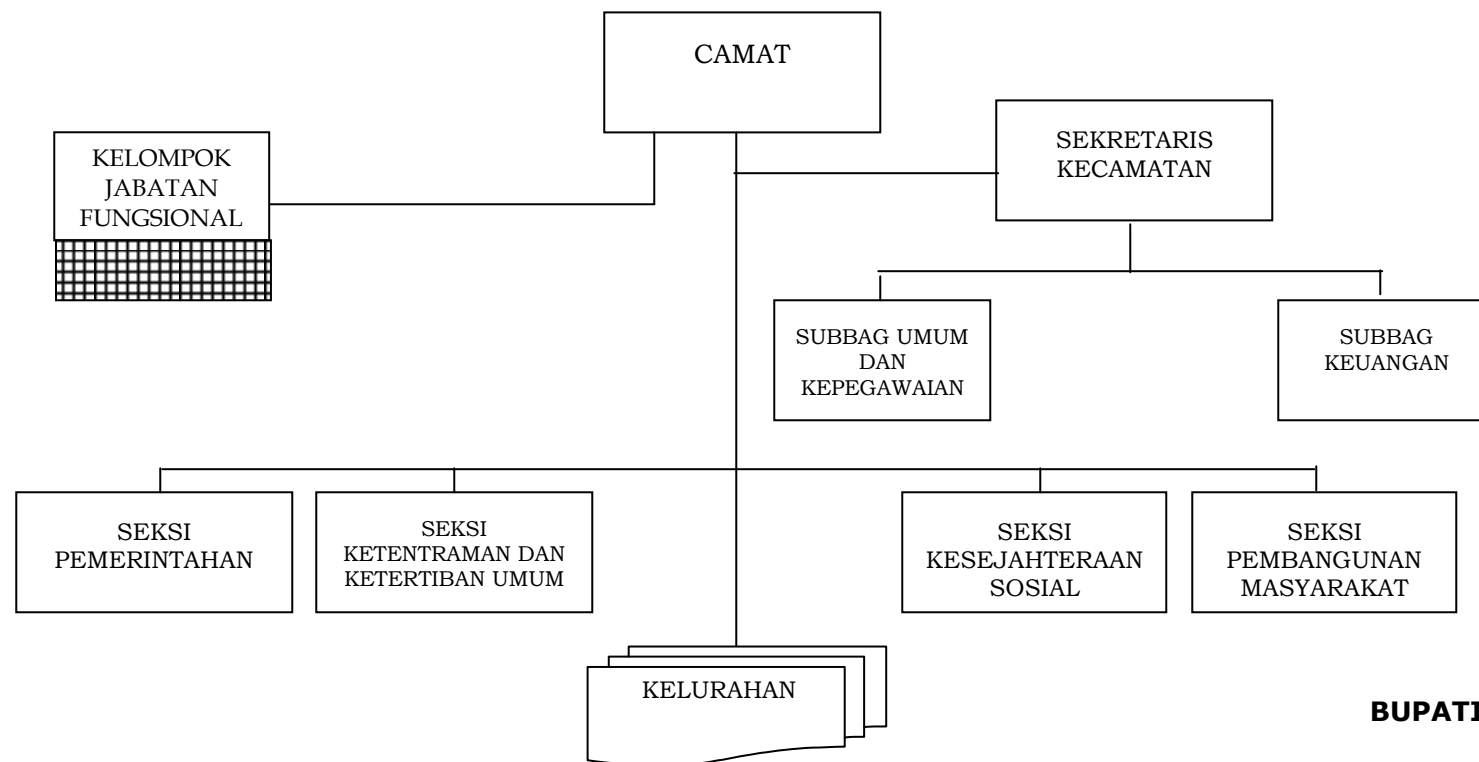 CAMAT
SEKRETARIS
KECAMATAN
KELOMPOK
JABATAN
FUNGSIONAL
SUBBAG UMUM
DAN
KEPEGAWAIAN
SUBBAG
KEUANGAN
SEKSI
PEMERINTAHAN
SEKSI
KETENTRAMAN DAN
KETERTIBAN UMUM
SEKSI
KESEJAHTERAAN
SOSIAL
SEKSI
PEMBANGUNAN
MASYARAKAT
KELURAHAN
BUPATI